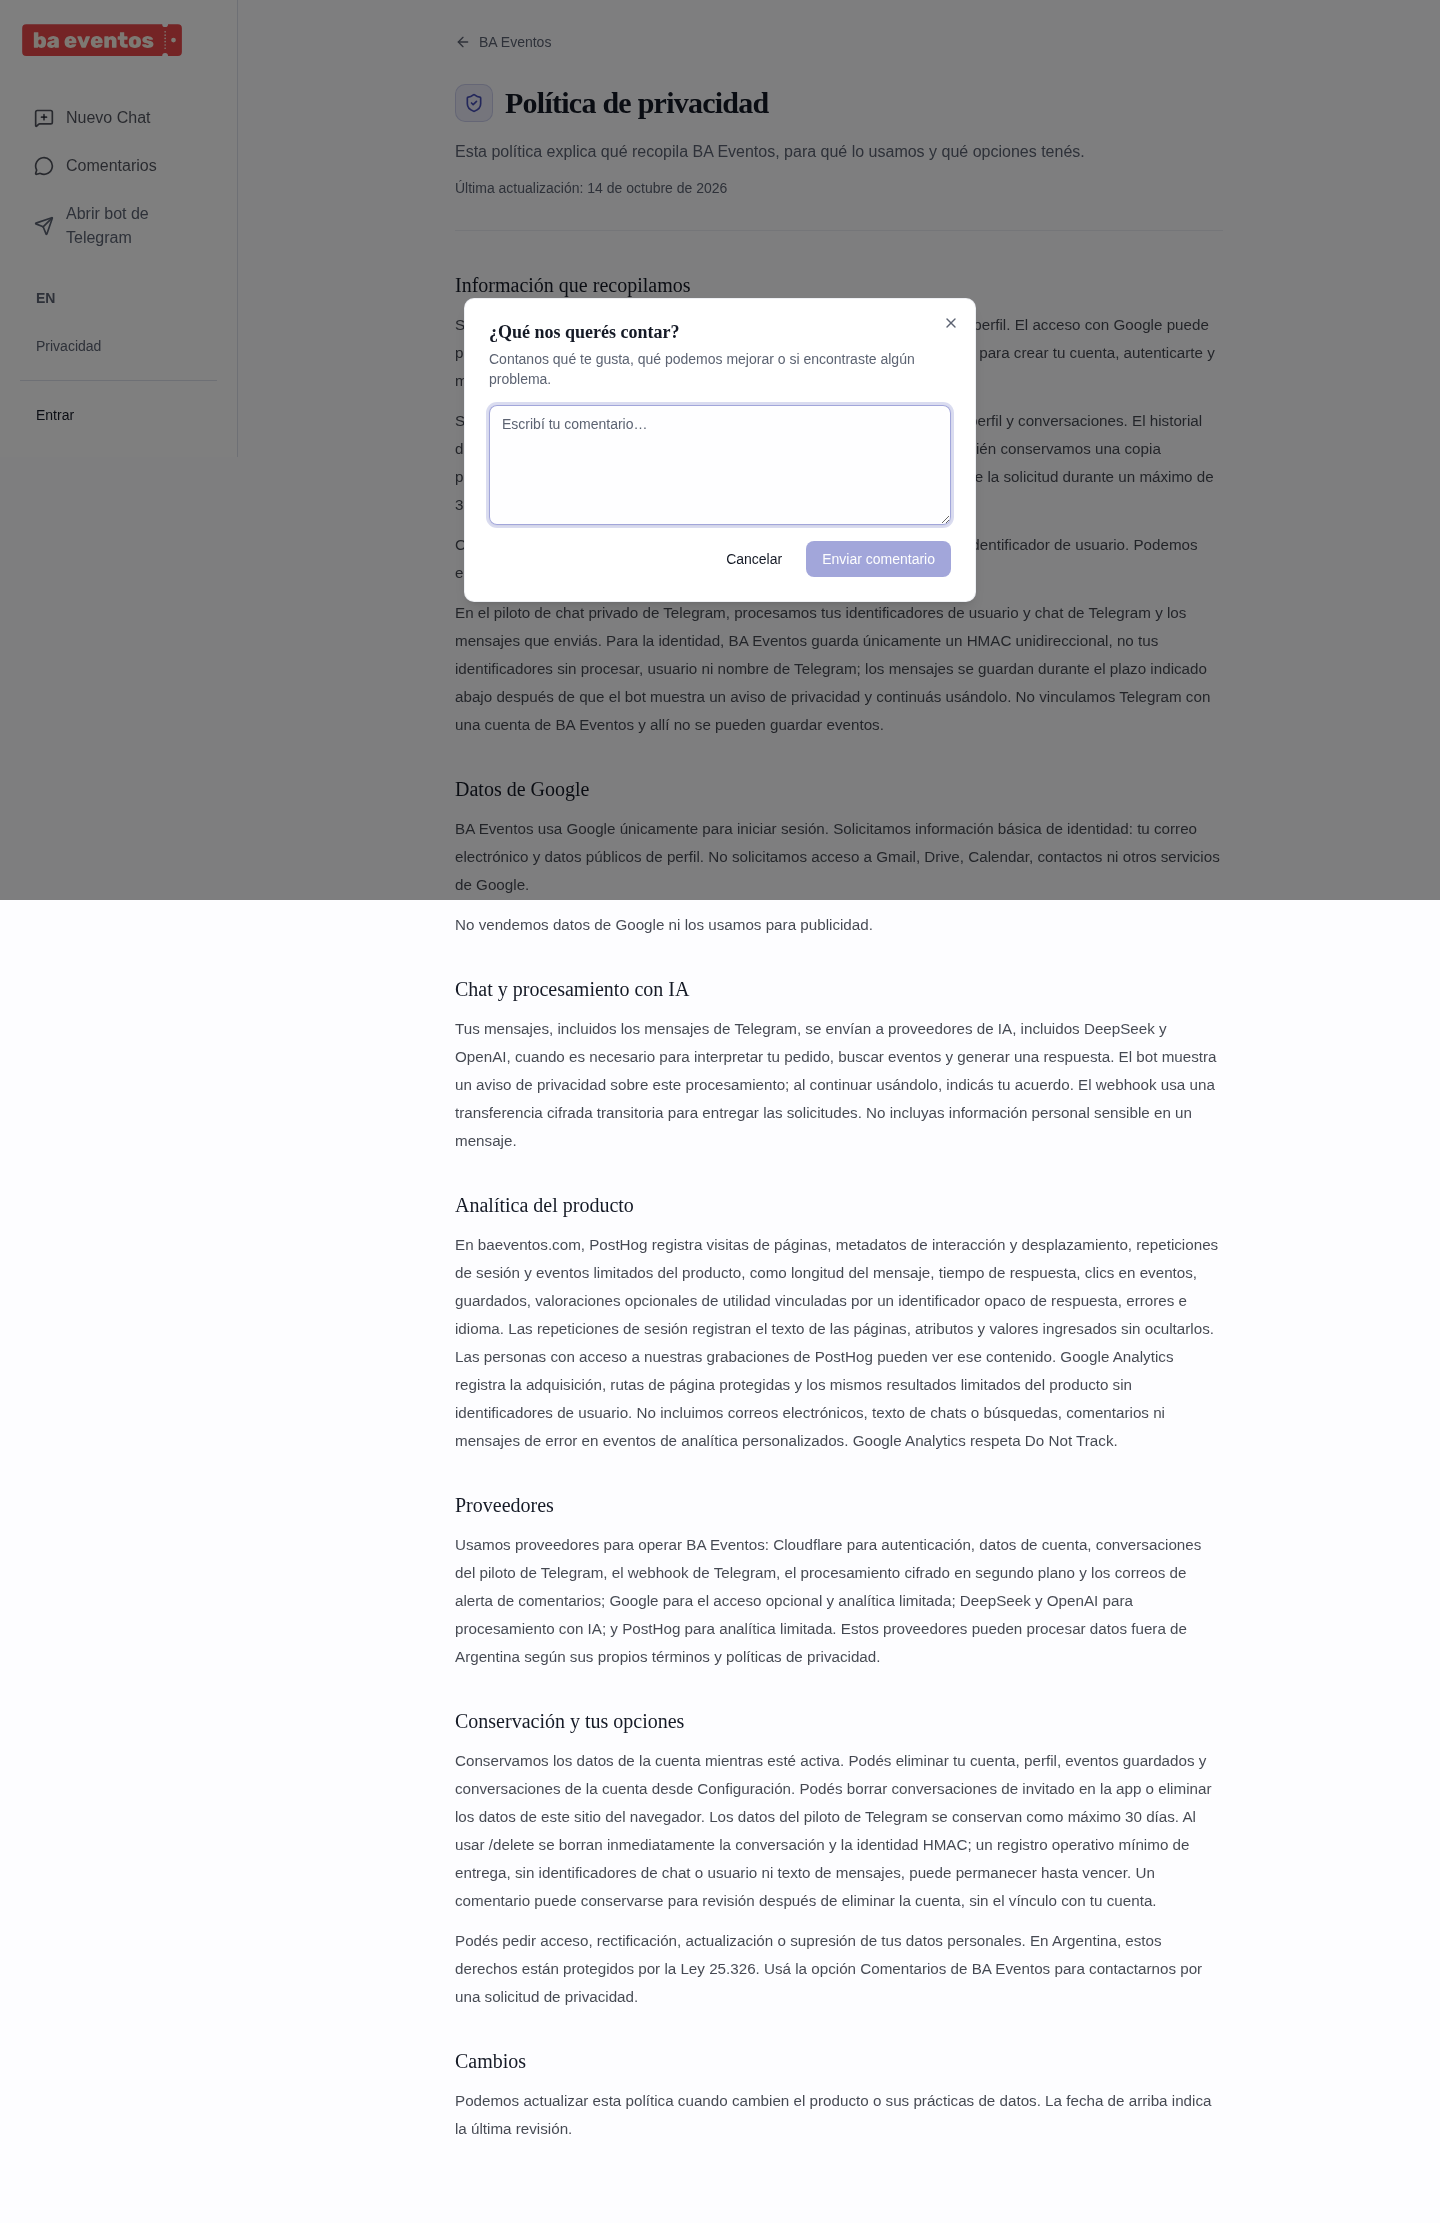 ba eventos
Nuevo Chat
Comentarios
Abrir bot de
Telegram
EN
Privacidad
Entrar
BA Eventos
Política de privacidad
Esta política explica qué recopila BA Eventos, para qué lo usamos y qué opciones tenés.
Última actualización: 14 de octubre de 2026
Información que recopilamos
perfil. El acceso con Google puede
para crear tu cuenta, autenticarte y
perfil y conversaciones. El historial
conservamos una copia
la solicitud durante un máximo de
3
identificador de usuario. Podemos
¿Qué nos querés contar?
Contanos qué te gusta, qué podemos mejorar o si encontraste algún
problema.
Escribí tu comentario…
Cancelar
Enviar comentario
En el piloto de chat privado de Telegram, procesamos tus identificadores de usuario y chat de Telegram y los
mensajes que enviás. Para la identidad, BA Eventos guarda únicamente un HMAC unidireccional, no tus
identificadores sin procesar, usuario ni nombre de Telegram; los mensajes se guardan durante el plazo indicado
abajo después de que el bot muestra un aviso de privacidad y continuás usándolo. No vinculamos Telegram con
una cuenta de BA Eventos y allí no se pueden guardar eventos.
Datos de Google
BA Eventos usa Google únicamente para iniciar sesión. Solicitamos información básica de identidad: tu correo
electrónico y datos públicos de perfil. No solicitamos acceso a Gmail, Drive, Calendar, contactos ni otros servicios
de Google.
No vendemos datos de Google ni los usamos para publicidad.
Chat y procesamiento con IA
Tus mensajes, incluidos los mensajes de Telegram, se envían a proveedores de IA, incluidos DeepSeek y
OpenAI, cuando es necesario para interpretar tu pedido, buscar eventos y generar una respuesta. El bot muestra
un aviso de privacidad sobre este procesamiento; al continuar usándolo, indicás tu acuerdo. El webhook usa una
transferencia cifrada transitoria para entregar las solicitudes. No incluyas información personal sensible en un
mensaje.
Analítica del producto
En baeventos.com, PostHog registra visitas de páginas, metadatos de interacción y desplazamiento, repeticiones
de sesión y eventos limitados del producto, como longitud del mensaje, tiempo de respuesta, clics en eventos,
guardados, valoraciones opcionales de utilidad vinculadas por un identificador opaco de respuesta, errores e
idioma. Las repeticiones de sesión registran el texto de las páginas, atributos y valores ingresados sin ocultarlos.
Las personas con acceso a nuestras grabaciones de PostHog pueden ver ese contenido. Google Analytics
registra la adquisición, rutas de página protegidas y los mismos resultados limitados del producto sin
identificadores de usuario. No incluimos correos electrónicos, texto de chats o búsquedas, comentarios ni
mensajes de error en eventos de analítica personalizados. Google Analytics respeta Do Not Track.
Proveedores
Usamos proveedores para operar BA Eventos: Cloudflare para autenticación, datos de cuenta, conversaciones
del piloto de Telegram, el webhook de Telegram, el procesamiento cifrado en segundo plano y los correos de
alerta de comentarios; Google para el acceso opcional y analítica limitada; DeepSeek y OpenAI para
procesamiento con IA; y PostHog para analítica limitada. Estos proveedores pueden procesar datos fuera de
Argentina según sus propios términos y políticas de privacidad.
Conservación y tus opciones
Conservamos los datos de la cuenta mientras esté activa. Podés eliminar tu cuenta, perfil, eventos guardados y
conversaciones de la cuenta desde Configuración. Podés borrar conversaciones de invitado en la app o eliminar
los datos de este sitio del navegador. Los datos del piloto de Telegram se conservan como máximo 30 días. Al
usar /delete se borran inmediatamente la conversación y la identidad HMAC; un registro operativo mínimo de
entrega, sin identificadores de chat o usuario ni texto de mensajes, puede permanecer hasta vencer. Un
comentario puede conservarse para revisión después de eliminar la cuenta, sin el vínculo con tu cuenta.
Podés pedir acceso, rectificación, actualización o supresión de tus datos personales. En Argentina, estos
derechos están protegidos por la Ley 25.326. Usá la opción Comentarios de BA Eventos para contactarnos por
una solicitud de privacidad.
Cambios
Podemos actualizar esta política cuando cambien el producto o sus prácticas de datos. La fecha de arriba indica
la última revisión.